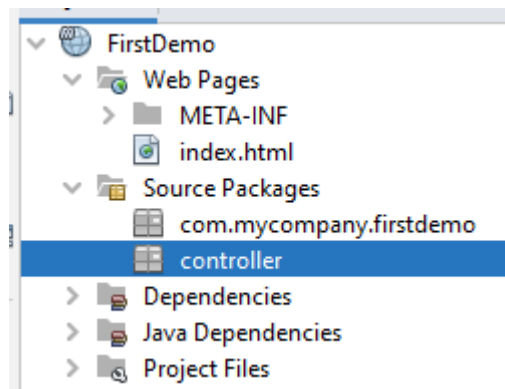 FirstDemo
Web Pages
META-INF
index.html
Source Packages
com.mycompany.firstdemo
controller
Dependencies
Java Dependencies
Project Files